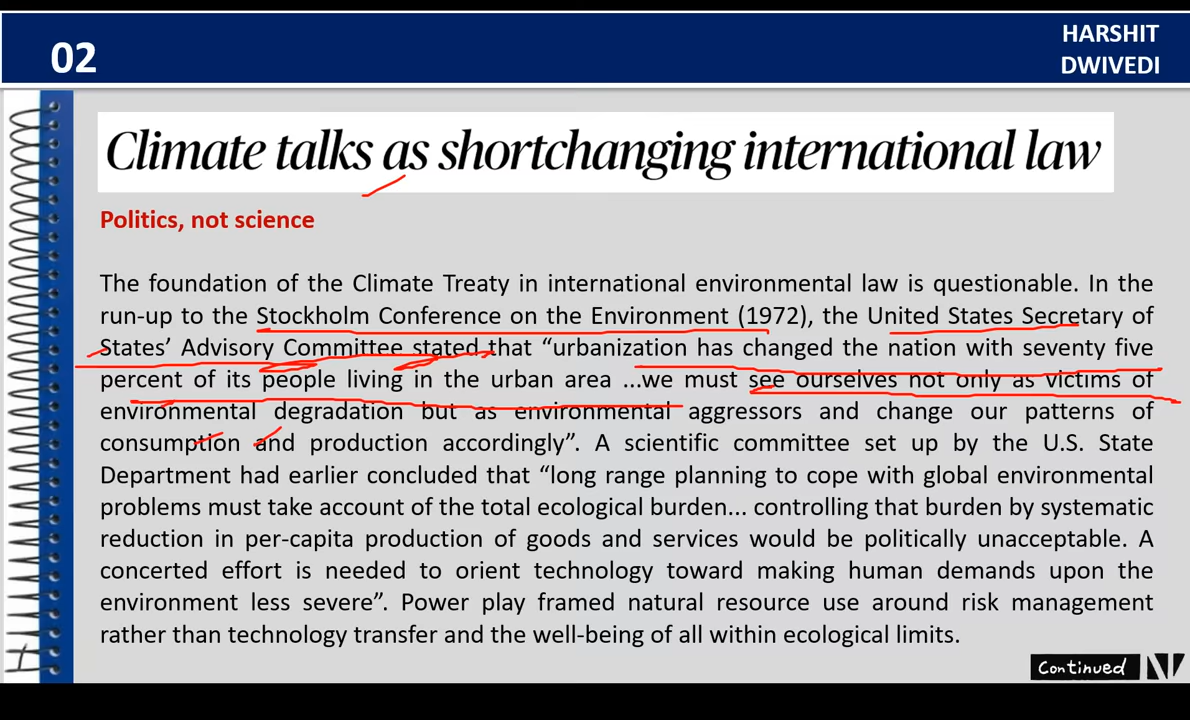 02
HARSHIT
DWIVEDI
Climate talks as shortchanging international law
Politics, not science
The foundation of the Climate Treaty in international environmental law is questionable. In the
run-up to the Stockholm Conference on the Environment (1972), the United States Secretary of
States’ Advisory Committee stated that “urbanization has changed the nation with seventy five
percent of its people living in the urban area ...we must see ourselves not only as victims of
environmental degradation but as environmental aggressors and change our patterns of
consumption and production accordingly”. A scientific committee set up by the U.S. State
Department had earlier concluded that “long range planning to cope with global environmental
problems must take account of the total ecological burden... controlling that burden by systematic
reduction in per-capita production of goods and services would be politically unacceptable. A
concerted effort is needed to orient technology toward making human demands upon the
environment less severe”. Power play framed natural resource use around risk management
rather than technology transfer and the well-being of all within ecological limits.
Continued